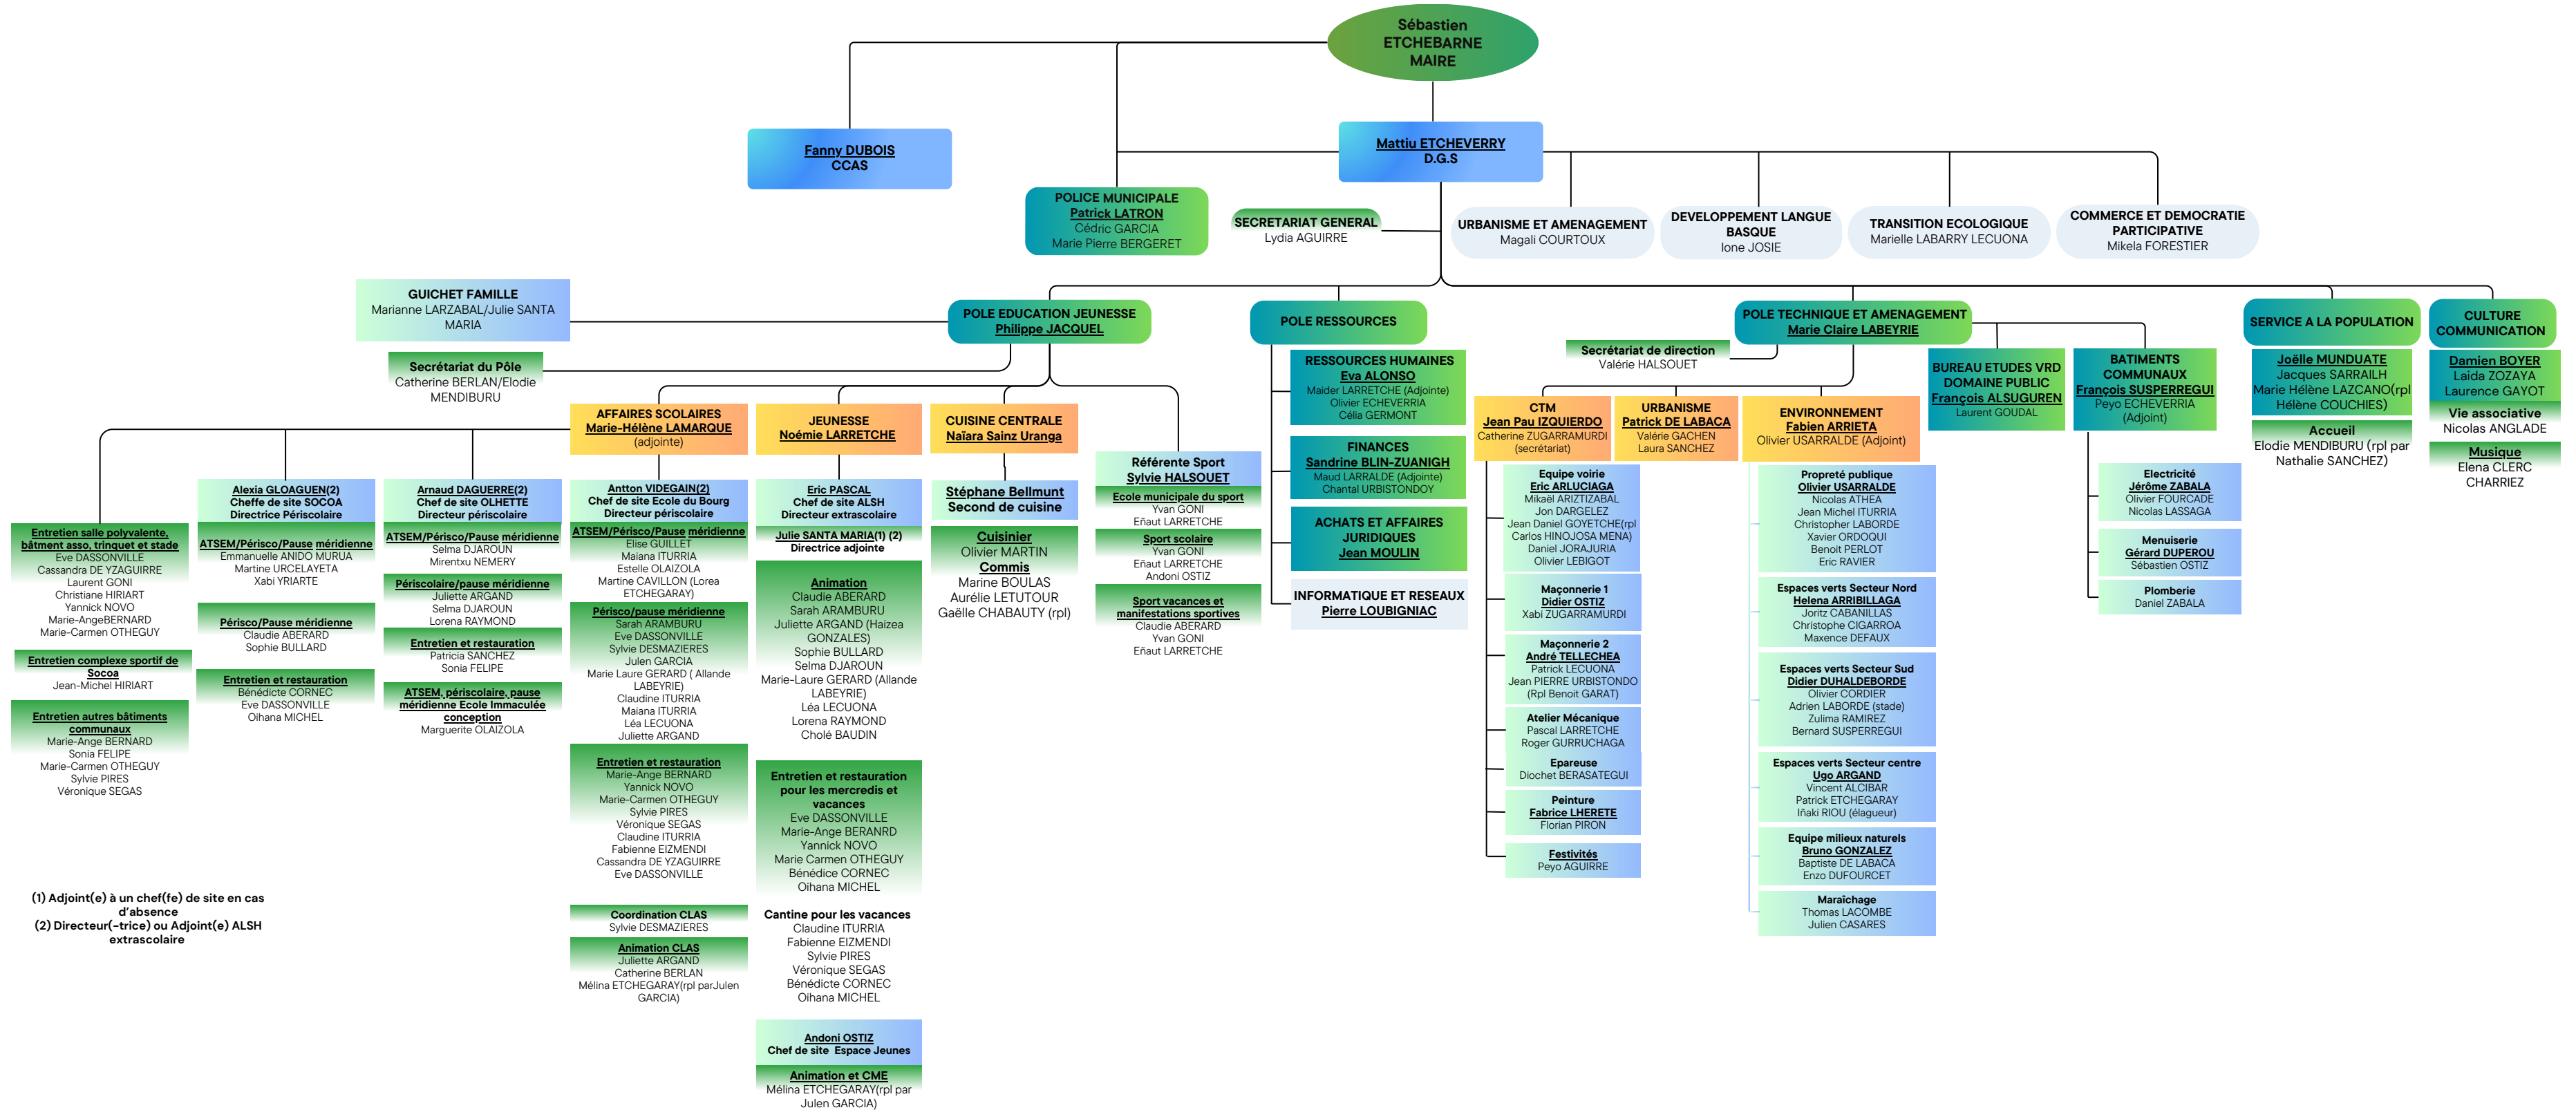 Sébastien
ETCHEBARNE
MAIRE
Fanny DUBOIS
CCAS
Mattiu ETCHEVERRY
D.G.S
POLICE MUNICIPALE
Patrick LATRON
Cédric GARCIA
Marie Pierre BERGERET
SECRETARIAT GENERAL
Lydia AGUIRRE
URBANISME ET AMENAGEMENT
Magali COURTOUX
DEVELOPPEMENT LANGUE
BASQUE
Ione JOSIE
TRANSITION ECOLOGIQUE
Marielle LABARRY LECUONA
COMMERCE ET DEMOCRATIE
PARTICIPATIVE
Mikela FORESTIER
GUICHET FAMILLE
Marianne LARZABAL/Julie SANTA
MARIA
POLE EDUCATION JEUNESSE
Philippe JACQUEL
Secrétariat du Pôle
Catherine BERLAN/Elodie
MENDIBURU
POLE RESSOURCES
POLE TECHNIQUE ET AMENAGEMENT
Marie Claire LABEYRIE
Secrétariat de direction
Valérie HALSOUET
SERVICE A LA POPULATION
CULTURE
COMMUNICATION
AFFAIRES SCOLAIRES
Marie-Hélène LAMARQUE
(adjointe)
JEUNESSE
Noémie LARRETCHE
CUISINE CENTRALE
Naïara Sainz Uranga
Référente Sport
Sylvie HALSOUET
Ecole municipale du sport
Yvan GONI
Eñaut LARRETCHE
Sport scolaire
Yvan GONI
Eñaut LARRETCHE
Andoni OSTIZ
Sport vacances et
manifestations sportives
Claudie ABERARD
Yvan GONI
Eñaut LARRETCHE
Entretien salle polyvalente,
bâtment asso, trinquet et stade
Eve DASSONVILLE
Cassandra DE YZAGUIRRE
Laurent GONI
Christiane HIRIART
Yannick NOVO
Marie-AngeBERNARD
Marie-Carmen OTHEGUY
Entretien complexe sportif de
Socoa
Jean-Michel HIRIART
Entretien autres bâtiments
communaux
Marie-Ange BERNARD
Sonia FELIPE
Marie-Carmen OTHEGUY
Sylvie PIRES
Véronique SEGAS
Alexia GLOAGUEN(2)
Cheffe de site SOCOA
Directrice Périscolaire
ATSEM/Périsco/Pause méridienne
Emmanuelle ANIDO MURUA
Martine URCELAYETA
Xabi YRIARTE
Périsco/Pause méridienne
Claudie ABERARD
Sophie BULLARD
Entretien et restauration
Bénédicte CORNEC
Eve DASSONVILLE
Oihana MICHEL
Arnaud DAGUERRE(2)
Chef de site OLHETTE
Directeur périscolaire
ATSEM/Périsco/Pause méridienne
Selma DJAROUN
Mirentxu NEMERY
Périscolaire/pause méridienne
Juliette ARGAND
Selma DJAROUN
Lorena RAYMOND
Entretien et restauration
Patricia SANCHEZ
Sonia FELIPE
ATSEM, périscolaire, pause
méridienne Ecole Immaculée
conception
Marguerite OLAIZOLA
Antton VIDEGAIN(2)
Chef de site Ecole du Bourg
Directeur périscolaire
ATSEM/Périsco/Pause méridienne
Elise GUILLET
Maiana ITURRIA
Estelle OLAIZOLA
Martine CAVILLON (Lorea
ETCHEGARAY)
Périsco/pause méridienne
Sarah ARAMBURU
Eve DASSONVILLE
Sylvie DESMAZIERES
Julen GARCIA
Marie Laure GERARD ( Allande
LABEYRIE)
Claudine ITURRIA
Maiana ITURRIA
Léa LECUONA
Juliette ARGAND
Entretien et restauration
Marie-Ange BERNARD
Yannick NOVO
Marie-Carmen OTHEGUY
Sylvie PIRES
Véronique SEGAS
Claudine ITURRIA
Fabienne EIZMENDI
Cassandra DE YZAGUIRRE
Eve DASSONVILLE
Coordination CLAS
Sylvie DESMAZIERES
Animation CLAS
Juliette ARGAND
Catherine BERLAN
Mélina ETCHEGARAY(rpl parJulen
GARCIA)
Eric PASCAL
Chef de site ALSH
Directeur extrascolaire
Julie SANTA MARIA(1) (2)
Directrice adjointe
Animation
Claudie ABERARD
Sarah ARAMBURU
Juliette ARGAND (Haizea
GONZALES)
Sophie BULLARD
Selma DJAROUN
Marie-Laure GERARD (Allande
LABEYRIE)
Léa LECUONA
Lorena RAYMOND
Cholé BAUDIN
Entretien et restauration
pour les mercredis et
vacances
Eve DASSONVILLE
Marie-Ange BERANRD
Yannick NOVO
Marie Carmen OTHEGUY
Bénédice CORNEC
Oihana MICHEL
Cantine pour les vacances
Claudine ITURRIA
Fabienne EIZMENDI
Sylvie PIRES
Véronique SEGAS
Bénédicte CORNEC
Oihana MICHEL
Andoni OSTIZ
Chef de site Espace Jeunes
Animation et CME
Mélina ETCHEGARAY(rpl par
Julen GARCIA)
Stéphane Bellmunt
Second de cuisine
Cuisinier
Olivier MARTIN
Commis
Marine BOULAS
Aurélie LETUTOUR
Gaëlle CHABAUTY (rpl)
RESSOURCES HUMAINES
Eva ALONSO
Maider LARRETCHE (Adjointe)
Olivier ECHEVERRIA
Célia GERMONT
FINANCES
Sandrine BLIN-ZUANIGH
Maud LARRALDE (Adjointe)
Chantal URBISTONDOY
ACHATS ET AFFAIRES
JURIDIQUES
Jean MOULIN
INFORMATIQUE ET RESEAUX
Pierre LOUBIGNIAC
CTM
Jean Pau IZQUIERDO
Catherine ZUGARRAMURDI
(secrétariat)
URBANISME
Patrick DE LABACA
Valérie GACHEN
Laura SANCHEZ
ENVIRONNEMENT
Fabien ARRIETA
Olivier USARRALDE (Adjoint)
BUREAU ETUDES VRD
DOMAINE PUBLIC
François ALSUGUREN
Laurent GOUDAL
BATIMENTS
COMMUNAUX
François SUSPERREGUI
Peyo ECHEVERRIA
(Adjoint)
Equipe voirie
Eric ARLUCIAGA
Mikaël ARIZTIZABAL
Jon DARGELEZ
Jean Daniel GOYETCHE(rpl
Carlos HINOJOSA MENA)
Daniel JORAJURIA
Olivier LEBIGOT
Maçonnerie 1
Didier OSTIZ
Xabi ZUGARRAMURDI
Maçonnerie 2
André TELLECHEA
Patrick LECUONA
Jean PIERRE URBISTONDO
(Rpl Benoit GARAT)
Atelier Mécanique
Pascal LARRETCHE
Roger GURRUCHAGA
Epareuse
Diochet BERASATEGUI
Peinture
Fabrice LHERETE
Florian PIRON
Festivités
Peyo AGUIRRE
Propreté publique
Olivier USARRALDE
Nicolas ATHEA
Jean Michel ITURRIA
Christopher LABORDE
Xavier ORDOQUI
Benoit PERLOT
Eric RAVIER
Espaces verts Secteur Nord
Helena ARRIBILLAGA
Joritz CABANILLAS
Christophe CIGARROA
Maxence DEFAUX
Espaces verts Secteur Sud
Didier DUHALDEBORDE
Olivier CORDIER
Adrien LABORDE (stade)
Zulima RAMIREZ
Bernard SUSPERREGUI
Espaces verts Secteur centre
Ugo ARGAND
Vincent ALCIBAR
Patrick ETCHEGARAY
Iñaki RIOU (élagueur)
Equipe milieux naturels
Bruno GONZALEZ
Baptiste DE LABACA
Enzo DUFOURCET
Maraîchage
Thomas LACOMBE
Julien CASARES
Electricité
Jérôme ZABALA
Olivier FOURCADE
Nicolas LASSAGA
Menuiserie
Gérard DUPEROU
Sébastien OSTIZ
Plomberie
Daniel ZABALA
Joëlle MUNDUATE
Jacques SARRAILH
Marie Hélène LAZCANO(rpl
Hélène COUCHIES)
Accueil
Elodie MENDIBURU (rpl par
Nathalie SANCHEZ)
Damien BOYER
Laida ZOZAYA
Laurence GAYOT
Vie associative
Nicolas ANGLADE
Musique
Elena CLERC
CHARRIEZ
(1) Adjoint(e) à un chef(fe) de site en cas
d'absence
(2) Directeur(-trice) ou Adjoint(e) ALSH
extrascolaire